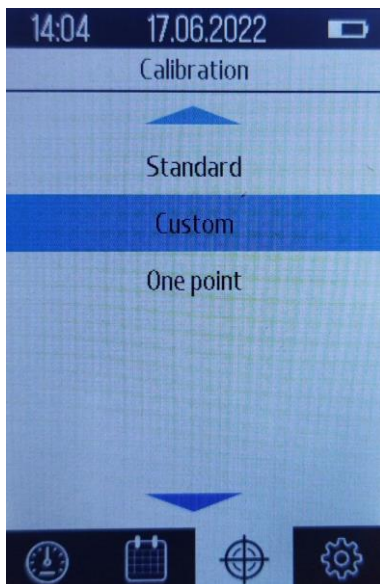 14:04 17.06.2022
Calibration
Standard
Custom
One point